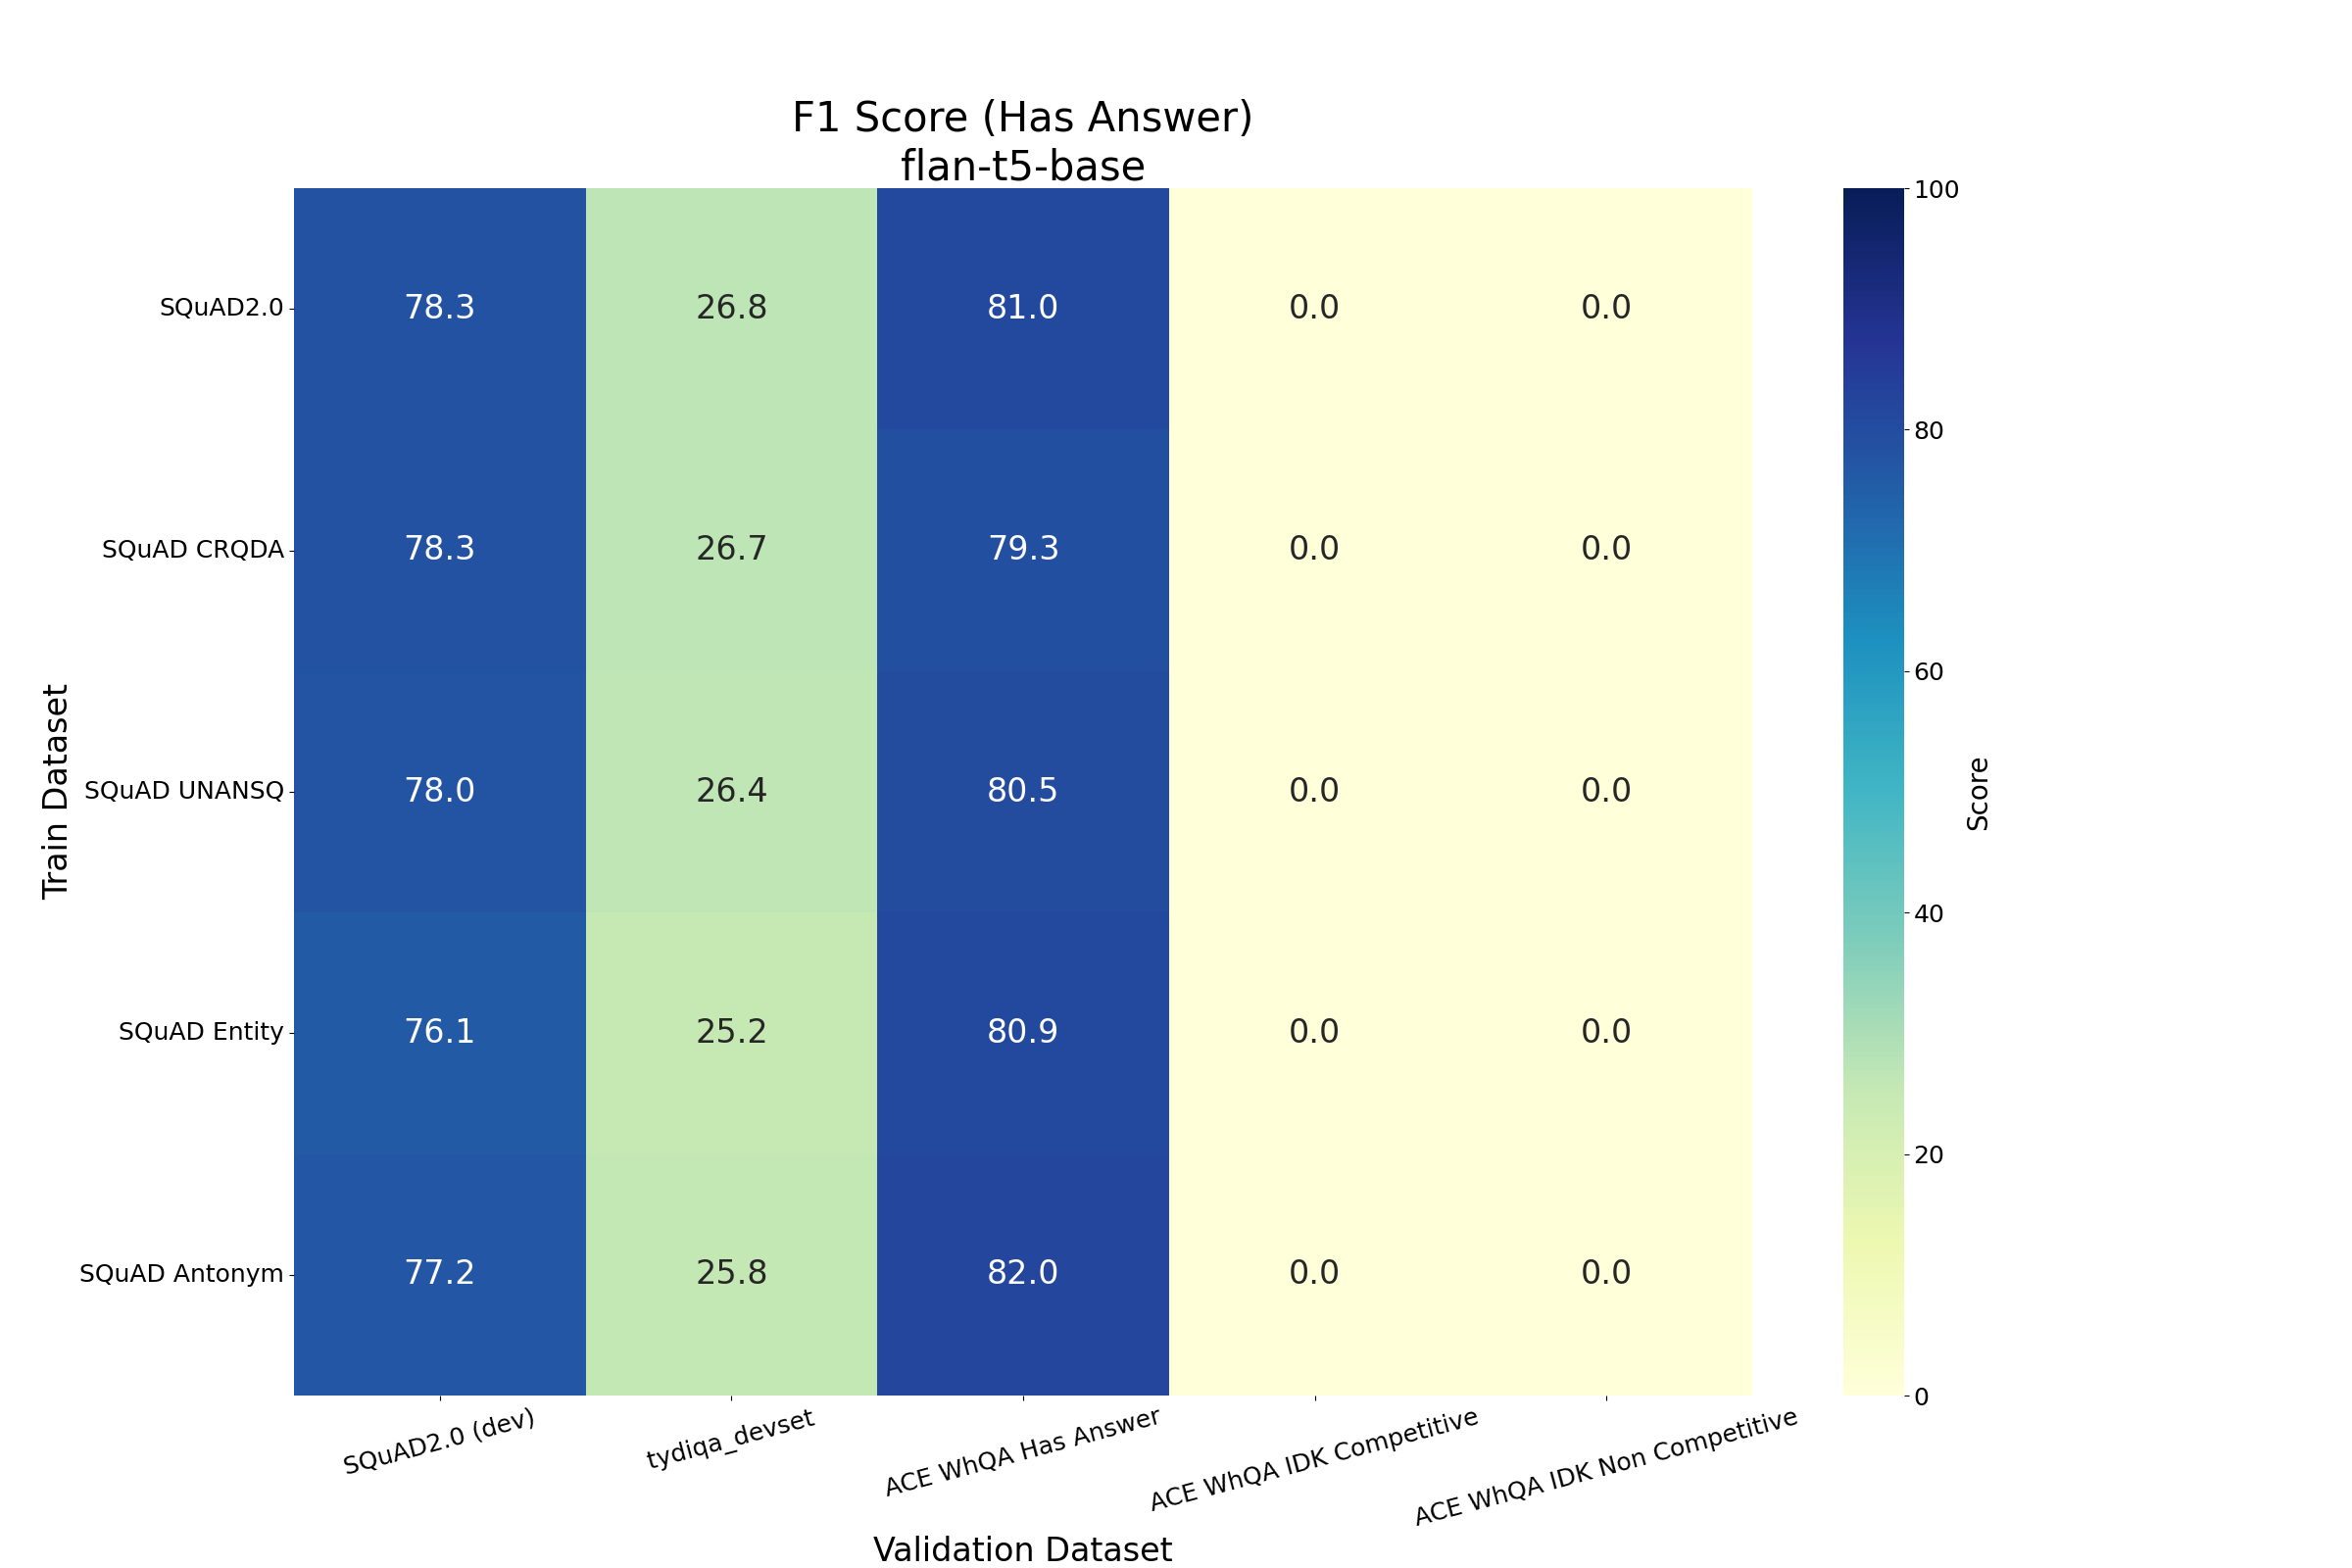 F1 Score (Has Answer)
flan-t5-base
Train Dataset
SQuAD2.0 78.3 26.8 81.0 0.0 0.0
SQuAD CRQDA 78.3 26.7 79.3 0.0 0.0
SQuAD UNANSQ 78.0 26.4 80.5 0.0 0.0
SQuAD Entity 76.1 25.2 80.9 0.0 0.0
SQuAD Antonym 77.2 25.8 82.0 0.0 0.0
SQuAD2.0 (dev)
tydiqa_devset
ACE WhQA Has Answer
ACE WhQA IDK Competitive
ACE WhQA IDK Non Competitive
Validation Dataset
100
80
60
40
20
0
Score